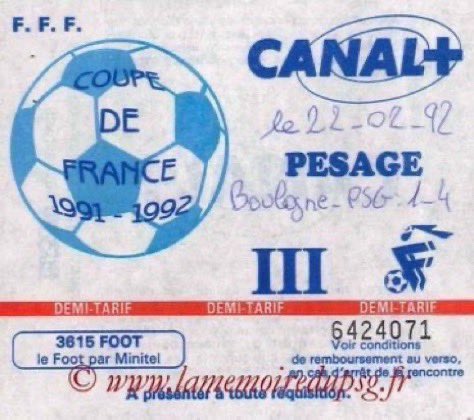 F. F. F.
CANAL+
COUPE
DE
FRANCE
1991 - 1992
le 22-02-92
PESAGE
Boulogne - PSG 1-4
III
DEMI-TARIF DEMI-TARIF DEMI-TARIF
3615 FOOT
le Foot par Minitel
6424071
Voir conditions
de remboursement au verso,
en cas d'arrêt de la rencontre
© www.lamemoiredupsg.fr
A présenter à toute réquisition.